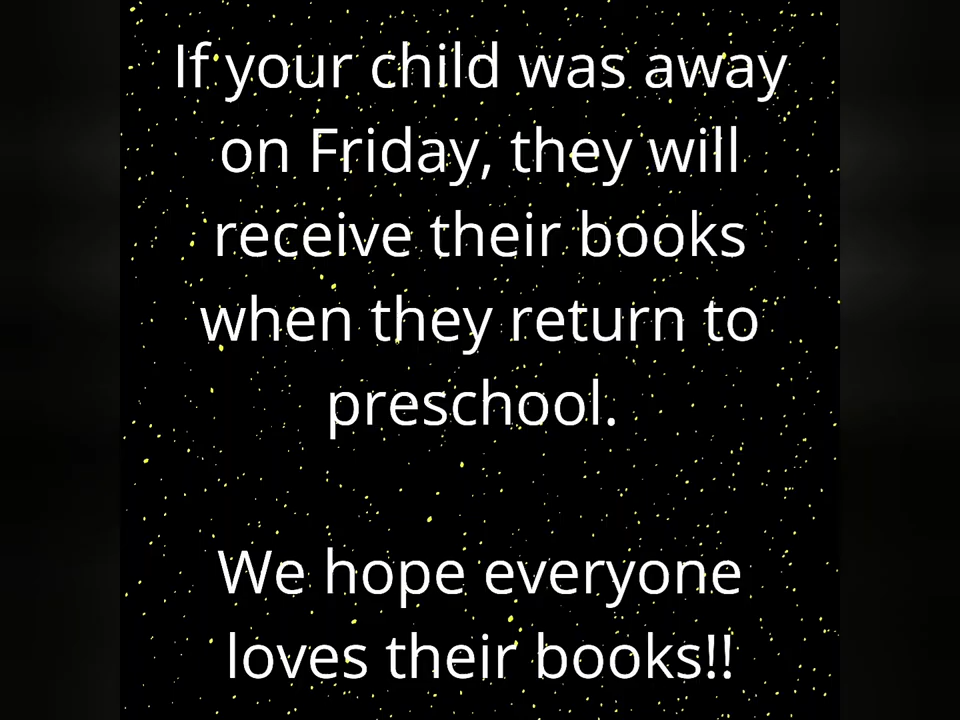 If your child was away
on Friday, they will
receive their books
when they return to
preschool.
We hope everyone
loves their books!!